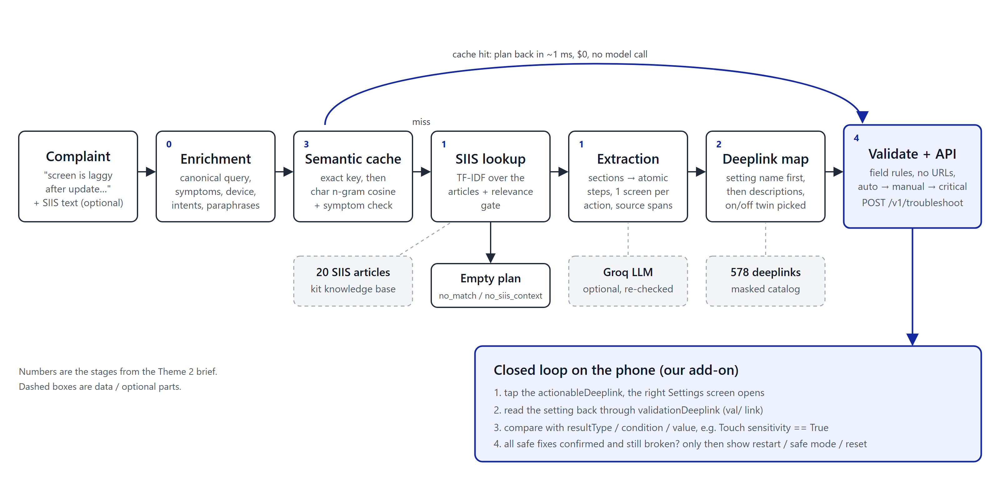 cache hit: plan back in ~1 ms, $0, no model call
miss
Complaint
"screen is laggy
after update..."
+ SIIS text (optional)
0
Enrichment
canonical query,
symptoms, device,
intents, paraphrases
3
Semantic cache
exact key, then
char n-gram cosine
+ symptom check
1
SIIS lookup
TF-IDF over the
articles + relevance
gate
1
Extraction
sections → atomic
steps, 1 screen per
action, source spans
2
Deeplink map
setting name first,
then descriptions,
on/off twin picked
4
Validate + API
field rules, no URLs,
auto → manual → critical
POST /v1/troubleshoot
20 SIIS articles
kit knowledge base
Empty plan
no_match / no_siis_context
Groq LLM
optional, re-checked
578 deeplinks
masked catalog
Numbers are the stages from the Theme 2 brief.
Dashed boxes are data / optional parts.
Closed loop on the phone (our add-on)
1. tap the actionableDeeplink, the right Settings screen opens
2. read the setting back through validationDeeplink (val/ link)
3. compare with resultType / condition / value, e.g. Touch sensitivity == True
4. all safe fixes confirmed and still broken? only then show restart / safe mode / reset